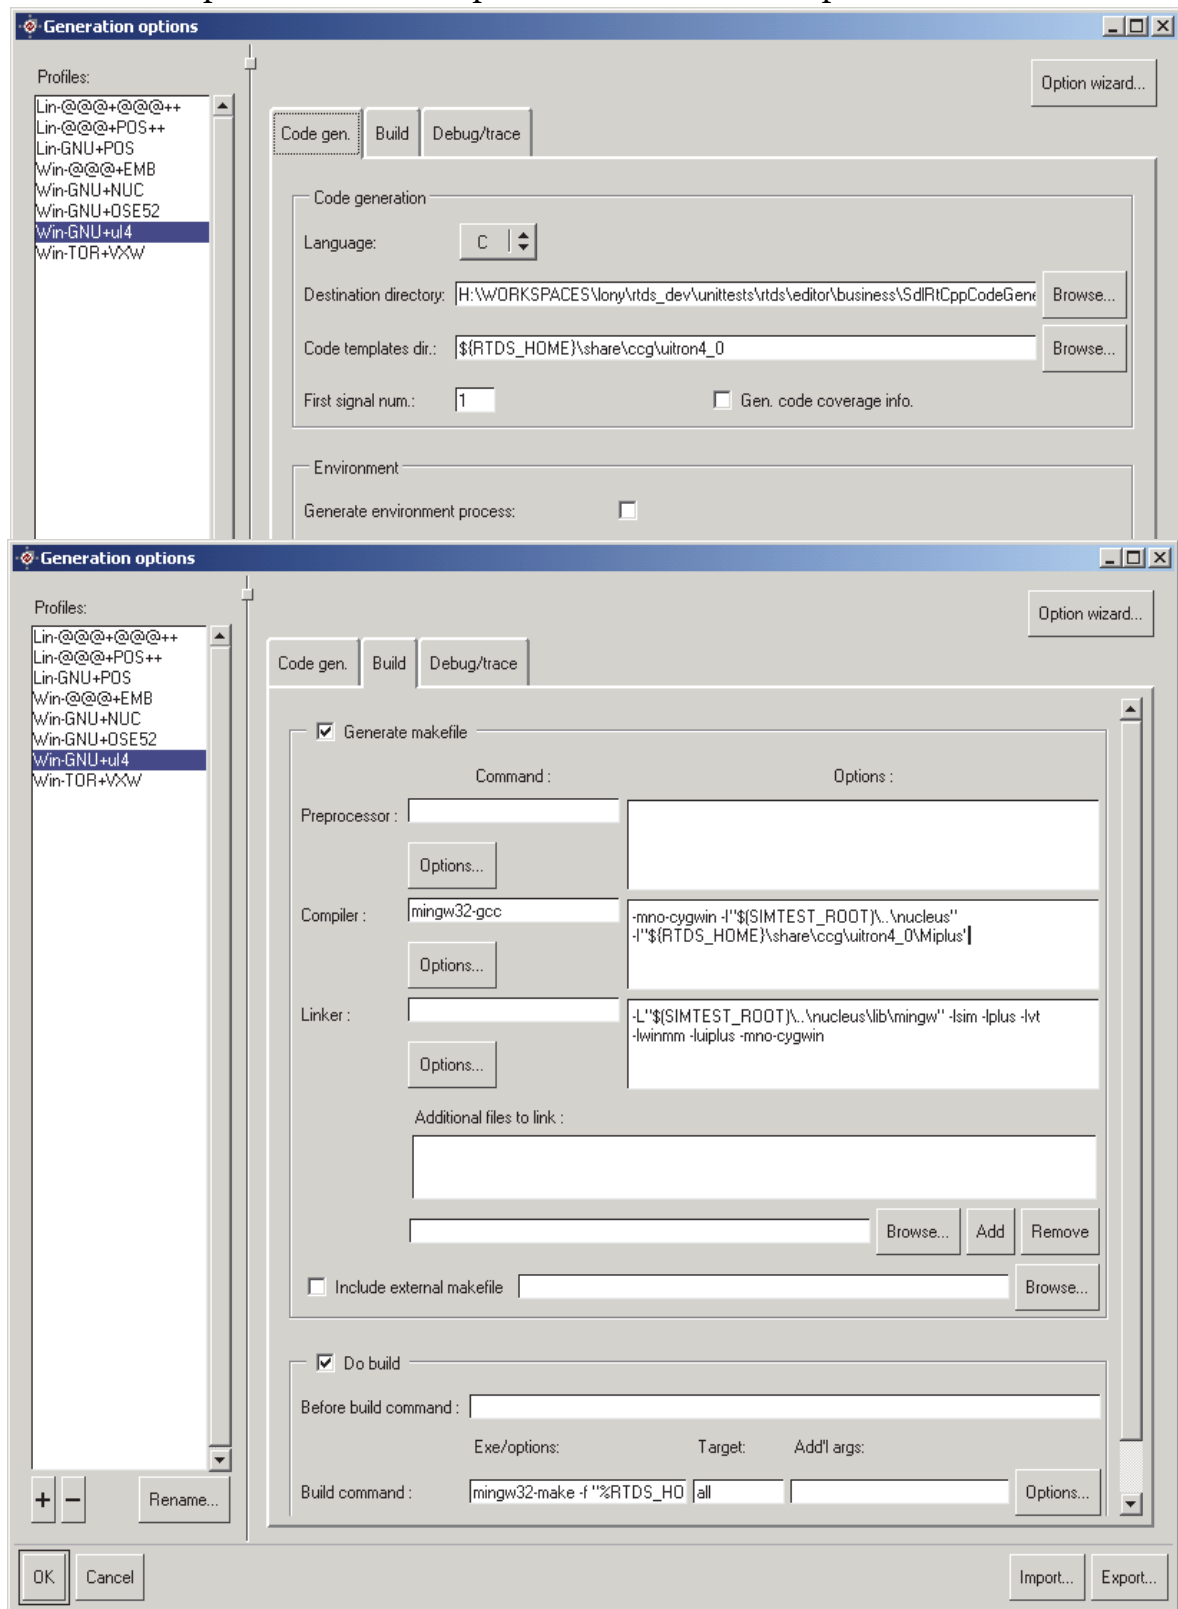 Generation options
Profiles:
Option wizard...
Lin-@@@+@@@++
Lin-@@@+POS++
Lin-GNU+POS
Win-@@@+EMB
Win-GNU+NUC
Win-GNU+OSE52
Win-GNU+uI4
Win-TOR+VXW
Code gen. Build Debug/trace
Code generation
Language: C
Destination directory: H:\WORKSPACES\lony\rtds_dev\unittests\rtds\editor\business\SdlRtCppCodeGene Browse...
Code templates dir.: ${RTDS_HOME}\share\ccg\uitron4_0 Browse...
First signal num.: 1 Gen. code coverage info.
Environment
Generate environment process:
Generation options
Profiles:
Option wizard...
Lin-@@@+@@@++
Lin-@@@+POS++
Lin-GNU+POS
Win-@@@+EMB
Win-GNU+NUC
Win-GNU+OSE52
Win-GNU+uI4
Win-TOR+VXW
Code gen. Build Debug/trace
Generate makefile
Command : Options :
Preprocessor :
Options...
Compiler : mingw32-gcc -mno-cygwin -I"$(SIMTEST_ROOT)\..\nucleus"
-I"${RTDS_HOME}\share\ccg\uitron4_0\Miplus"
Options...
Linker : -L"$(SIMTEST_ROOT)\..\nucleus\lib\mingw" -lsim -lplus -lvt
-lwinmm -luiplus -mno-cygwin
Options...
Additional files to link :
Browse... Add Remove
Include external makefile Browse...
Do build
Before build command :
Exe/options: Target: Add'l args:
Build command : mingw32-make -f "%RTDS_HO all Options...
+ − Rename...
OK Cancel Import... Export...